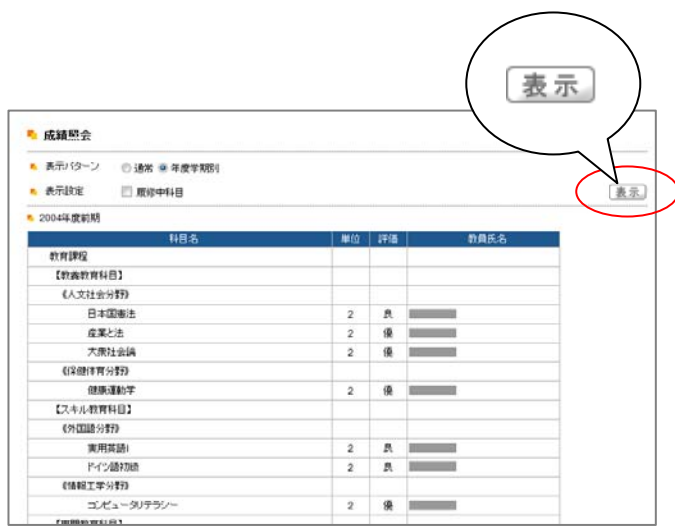 表示
成績照会
表示パターン 通常 年度学期別
表示設定 履修中科目 表示
2004年度前期
科目名 単位 評価 教員氏名
教育課程
【教養教育科目】
《人文社会分野》
日本国憲法 2 良
産業と法 2 優
大衆社会論 2 優
《保健体育分野》
健康運動学 2 優
【スキル教育科目】
《外国語分野》
実用英語I 2 良
ドイツ語初級 2 良
《情報工学分野》
コンピュータリテラシー 2 優